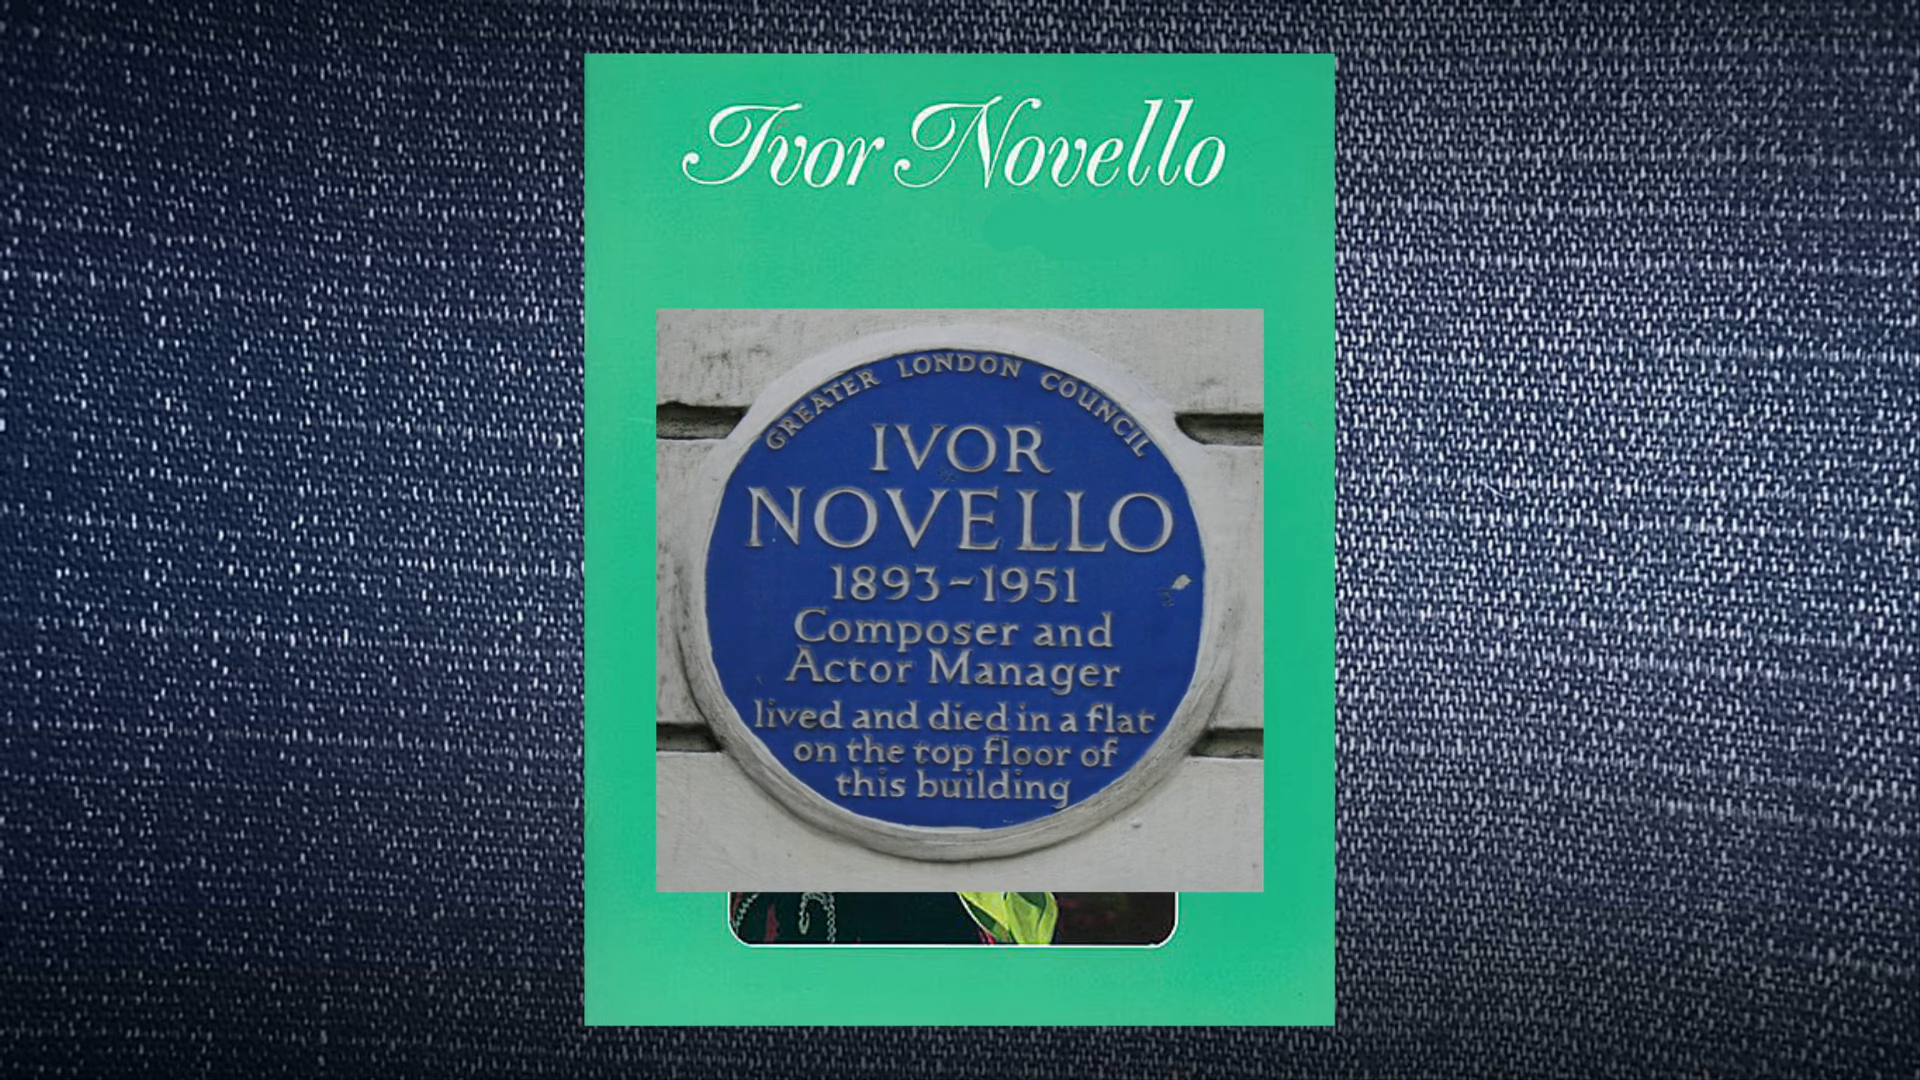 Ivor Novello
GREATER LONDON COUNCIL
IVOR
NOVELLO
1893-1951
Composer and
Actor Manager
lived and died in a flat
on the top floor of
this building